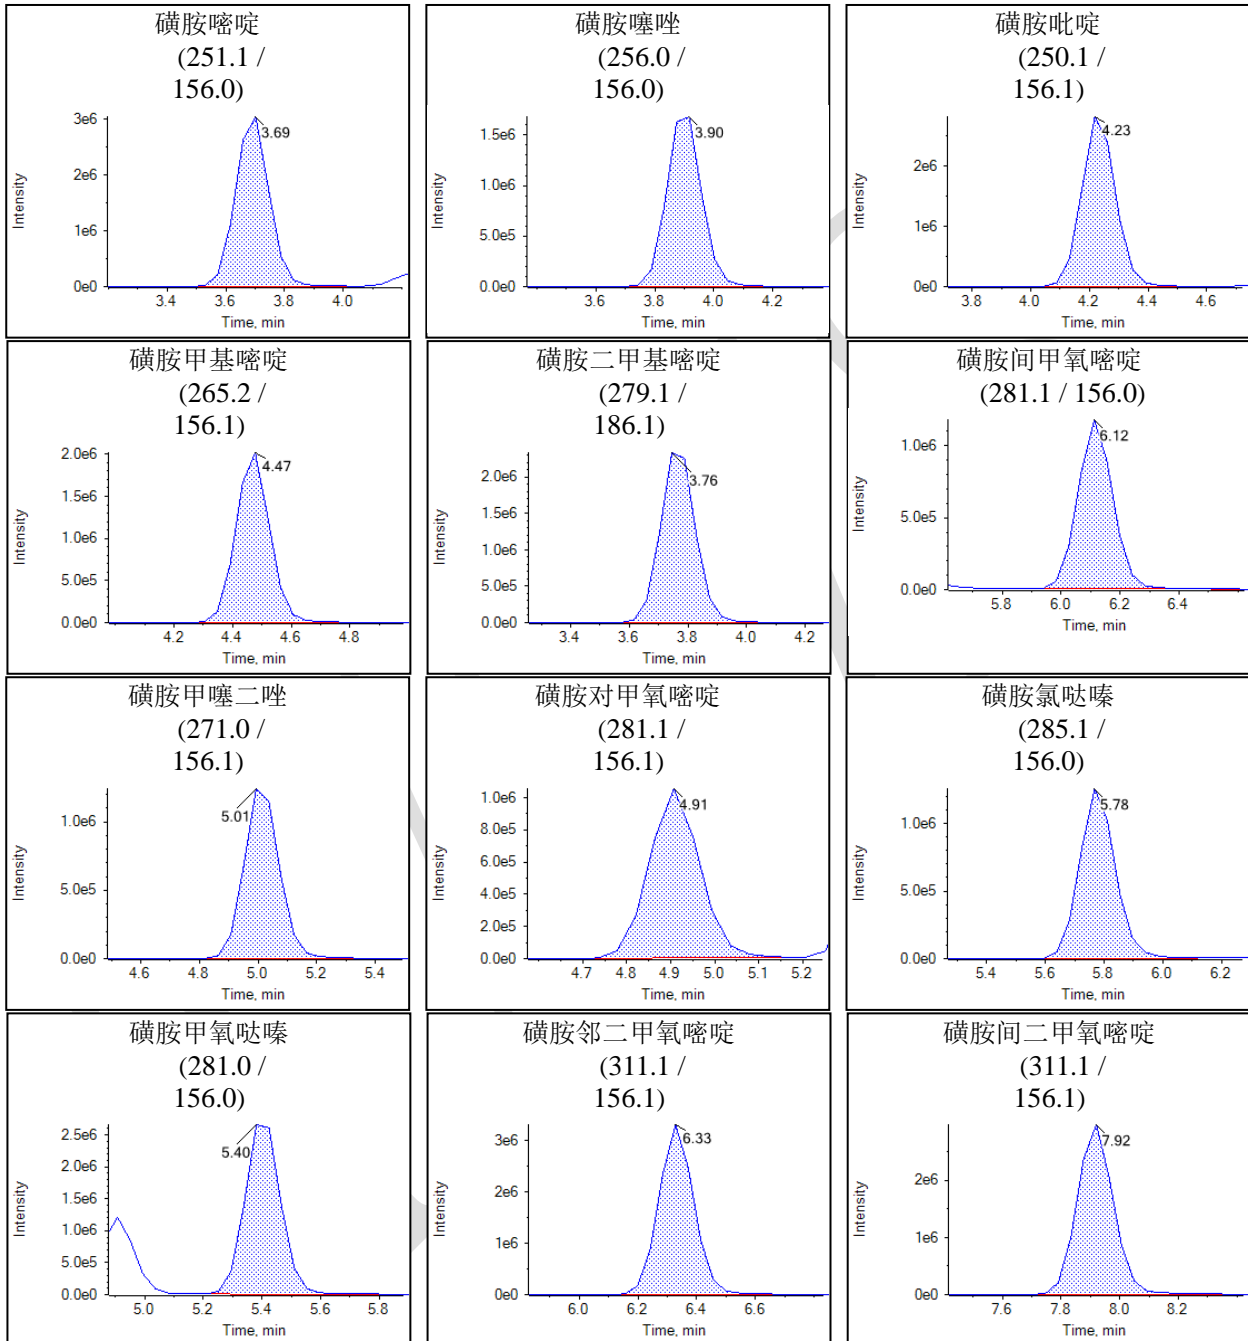 磺胺嘧啶
(251.1 /
156.0)
3e6
2e6
1e6
0e0
Intensity
3.69
3.4 3.6 3.8 4.0
Time, min
磺胺噻唑
(256.0 /
156.0)
1.5e6
1.0e6
5.0e5
0.0e0
Intensity
3.90
3.6 3.8 4.0 4.2
Time, min
磺胺吡啶
(250.1 /
156.1)
2e6
1e6
0e0
Intensity
4.23
3.8 4.0 4.2 4.4 4.6
Time, min
磺胺甲基嘧啶
(265.2 /
156.1)
2.0e6
1.5e6
1.0e6
5.0e5
0.0e0
Intensity
4.47
4.2 4.4 4.6 4.8
Time, min
磺胺二甲基嘧啶
(279.1 /
186.1)
2.0e6
1.5e6
1.0e6
5.0e5
0.0e0
Intensity
3.76
3.4 3.6 3.8 4.0 4.2
Time, min
磺胺间甲氧嘧啶
(281.1 / 156.0)
1.0e6
5.0e5
0.0e0
Intensity
6.12
5.8 6.0 6.2 6.4
Time, min
磺胺甲噻二唑
(271.0 /
156.1)
1.0e6
5.0e5
0.0e0
Intensity
5.01
4.6 4.8 5.0 5.2 5.4
Time, min
磺胺对甲氧嘧啶
(281.1 /
156.1)
1.0e6
8.0e5
6.0e5
4.0e5
2.0e5
0.0e0
Intensity
4.91
4.7 4.8 4.9 5.0 5.1 5.2
Time, min
磺胺氯哒嗪
(285.1 /
156.0)
1.0e6
5.0e5
0.0e0
Intensity
5.78
5.4 5.6 5.8 6.0 6.2
Time, min
磺胺甲氧哒嗪
(281.0 /
156.0)
2.5e6
2.0e6
1.5e6
1.0e6
5.0e5
0.0e0
Intensity
5.40
5.0 5.2 5.4 5.6 5.8
Time, min
磺胺邻二甲氧嘧啶
(311.1 /
156.1)
3e6
2e6
1e6
0e0
Intensity
6.33
6.0 6.2 6.4 6.6
Time, min
磺胺间二甲氧嘧啶
(311.1 /
156.1)
2e6
1e6
0e0
Intensity
7.92
7.6 7.8 8.0 8.2
Time, min